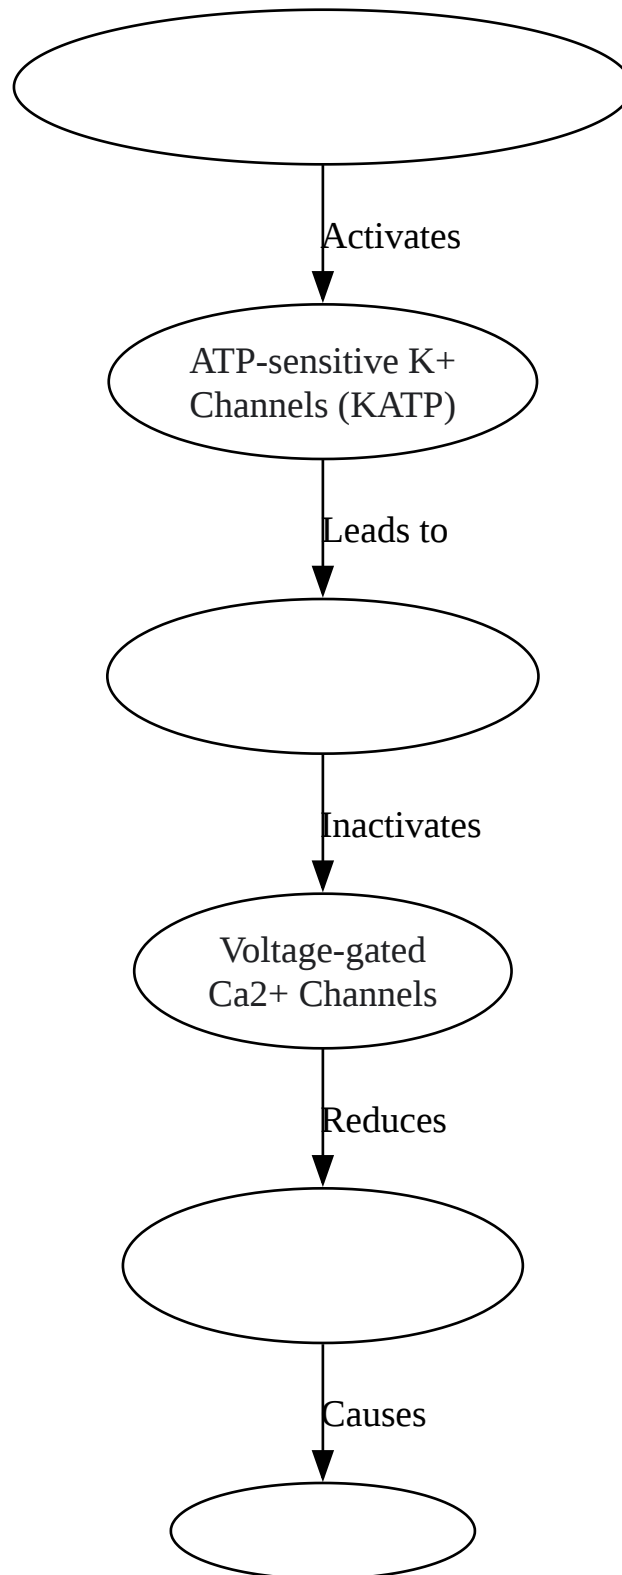 Activates
ATP-sensitive K+
Channels (KATP)
Leads to
Inactivates
Voltage-gated
Ca2+ Channels
Reduces
Causes